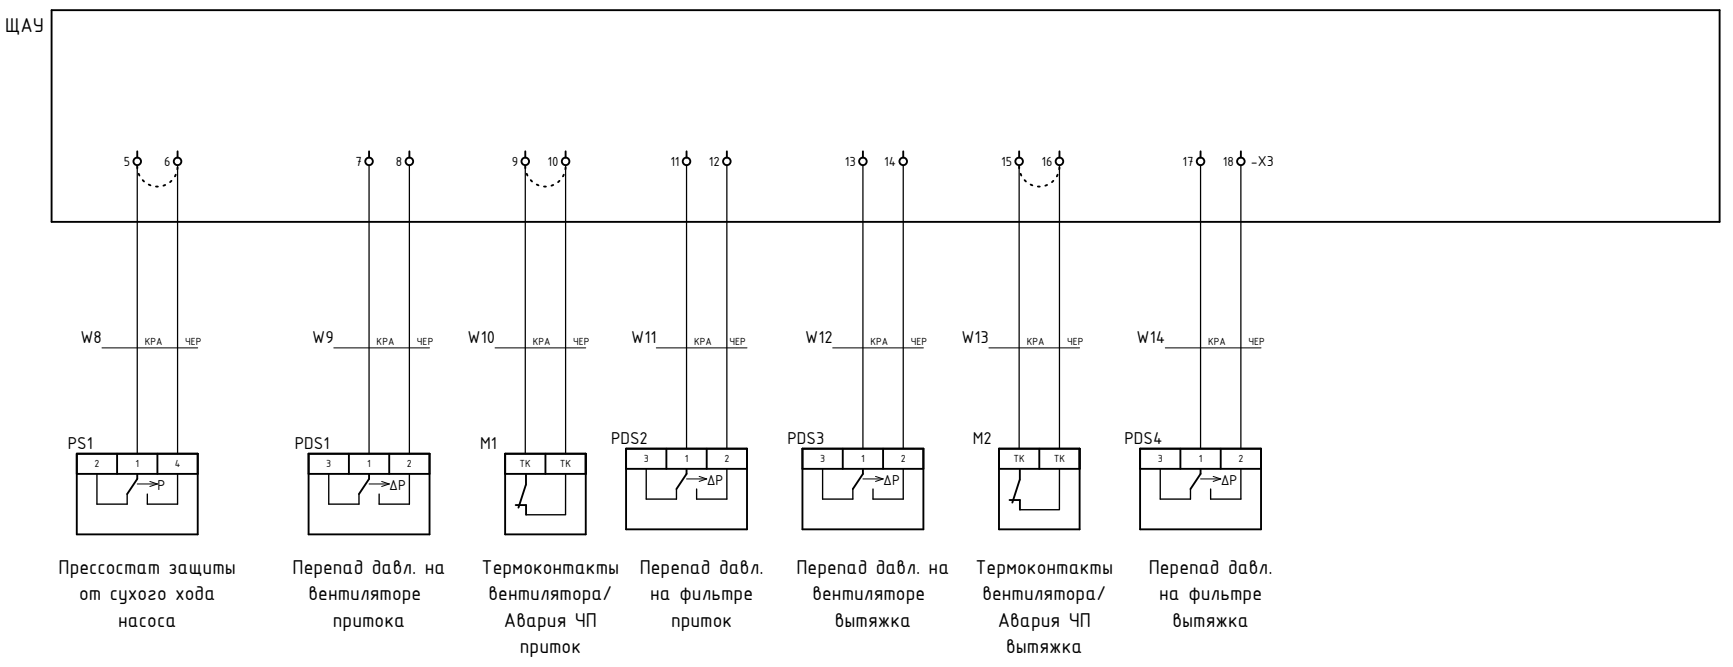 ЩАУ
5 6 7 8 9 10 11 12 13 14 15 16 17 18 -X3
W8 КРА ЧЕР W9 КРА ЧЕР W10 КРА ЧЕР W11 КРА ЧЕР W12 КРА ЧЕР W13 КРА ЧЕР W14 КРА ЧЕР
PS1 PDS1 M1 PDS2 PDS3 M2 PDS4
2 1 4 3 1 2 ТК ТК 3 1 2 3 1 2 ТК ТК 3 1 2
P ΔP ΔP ΔP ΔP
Прессостат защиты
от сухого хода
насоса
Перепад давл. на
вентиляторе
притока
Термоконтакты
вентилятора/
Авария ЧП
приток
Перепад давл.
на фильтре
приток
Перепад давл. на
вентиляторе
вытяжка
Термоконтакты
вентилятора/
Авария ЧП
вытяжка
Перепад давл.
на фильтре
вытяжка